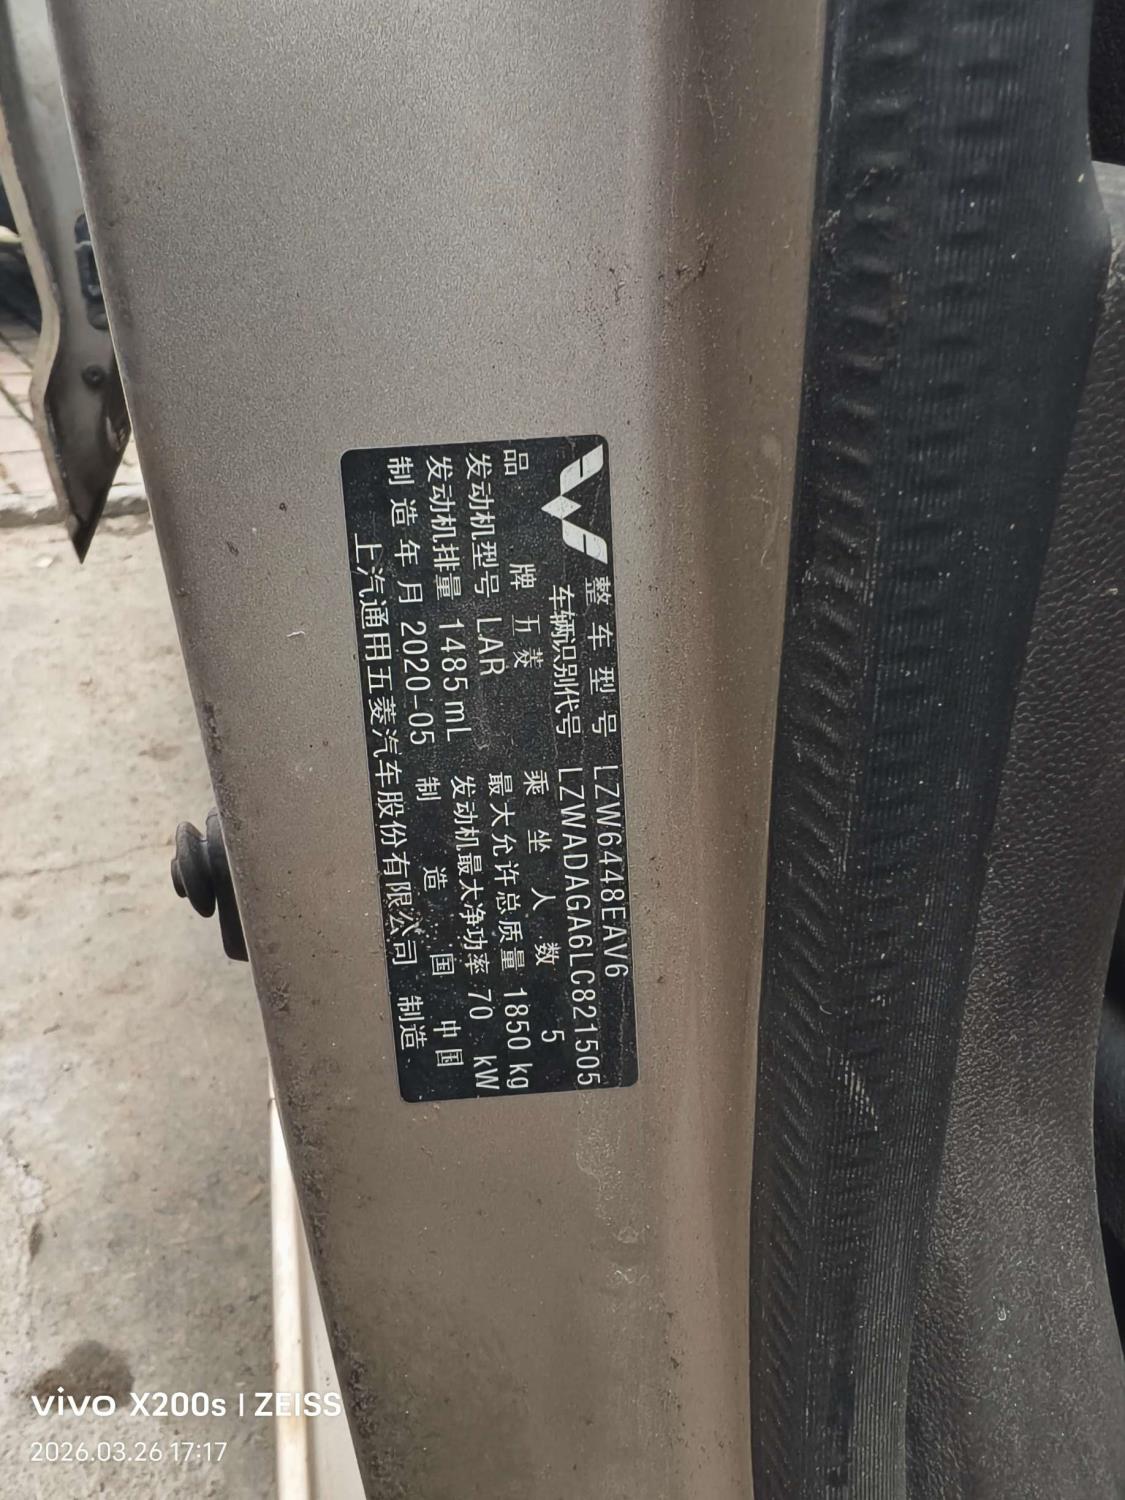 整车型号 LZW6448EAV6
车辆识别代号 LZWADAGA6LC821505
品牌 五菱 乘坐人数 5
发动机型号 LAR 最大允许总质量 1850 kg
发动机排量 1485 mL 发动机最大净功率 70 kW
制造年月 2020-05 制造国 中国
上汽通用五菱汽车股份有限公司 制造
vivo X200s | ZEISS
2026.03.26 17:17